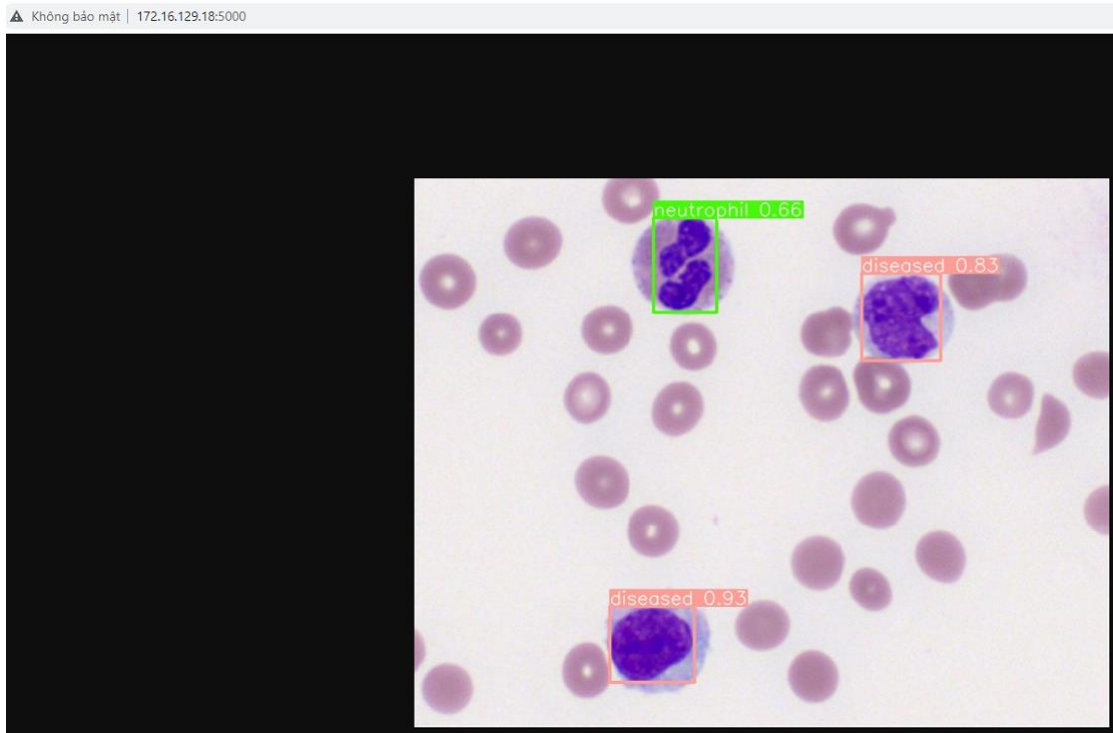 Không bảo mật | 172.16.129.18:5000
neutrophil 0.66
diseased 0.83
diseased 0.93